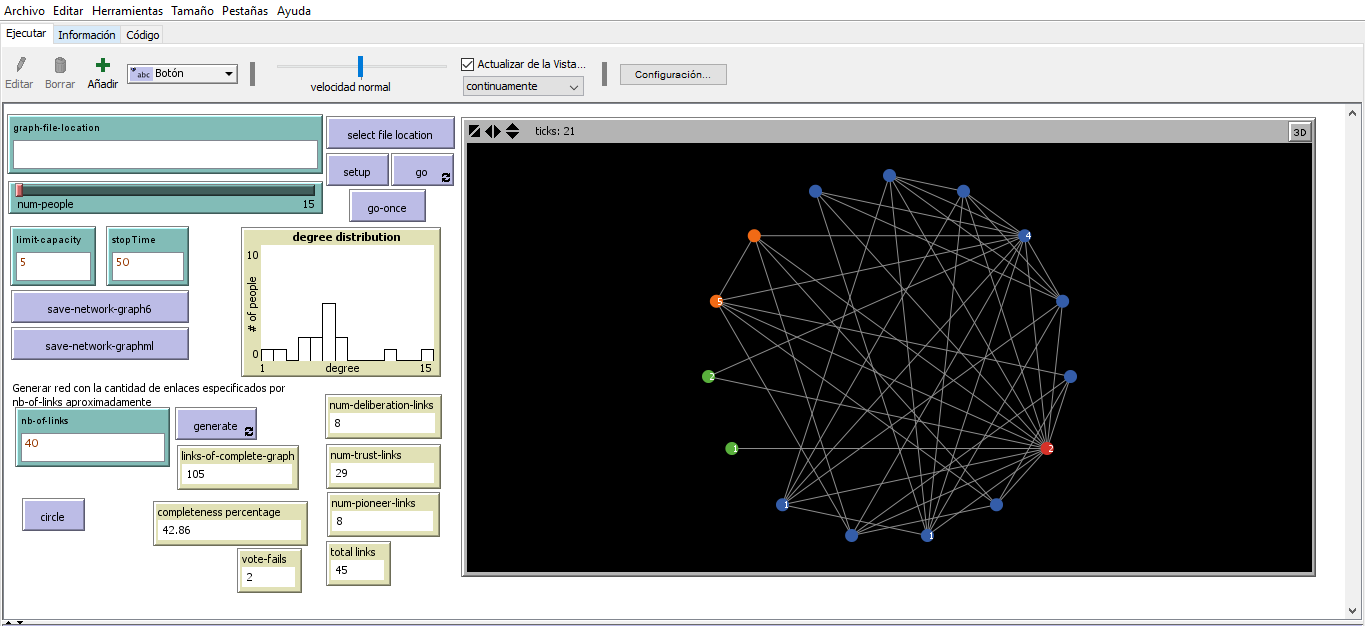 Archivo Editar Herramientas Tamaño Pestañas Ayuda
Ejecutar Información Código
Editar Borrar Añadir
abc Botón
velocidad normal
Actualizar de la Vista...
continuamente
Configuración...
graph-file-location
select file location
num-people 15
setup go
go-once
limit-capacity
5
stopTime
50
save-network-graph6
save-network-graphml
degree distribution
10
# of people
0
1 degree 15
Generar red con la cantidad de enlaces especificados por
nb-of-links aproximadamente
nb-of-links
40
generate
links-of-complete-graph
105
circle
completeness percentage
42.86
vote-fails
2
num-deliberation-links
8
num-trust-links
29
num-pioneer-links
8
total links
45
ticks: 21 3D
4
5
2
1
2
1
1